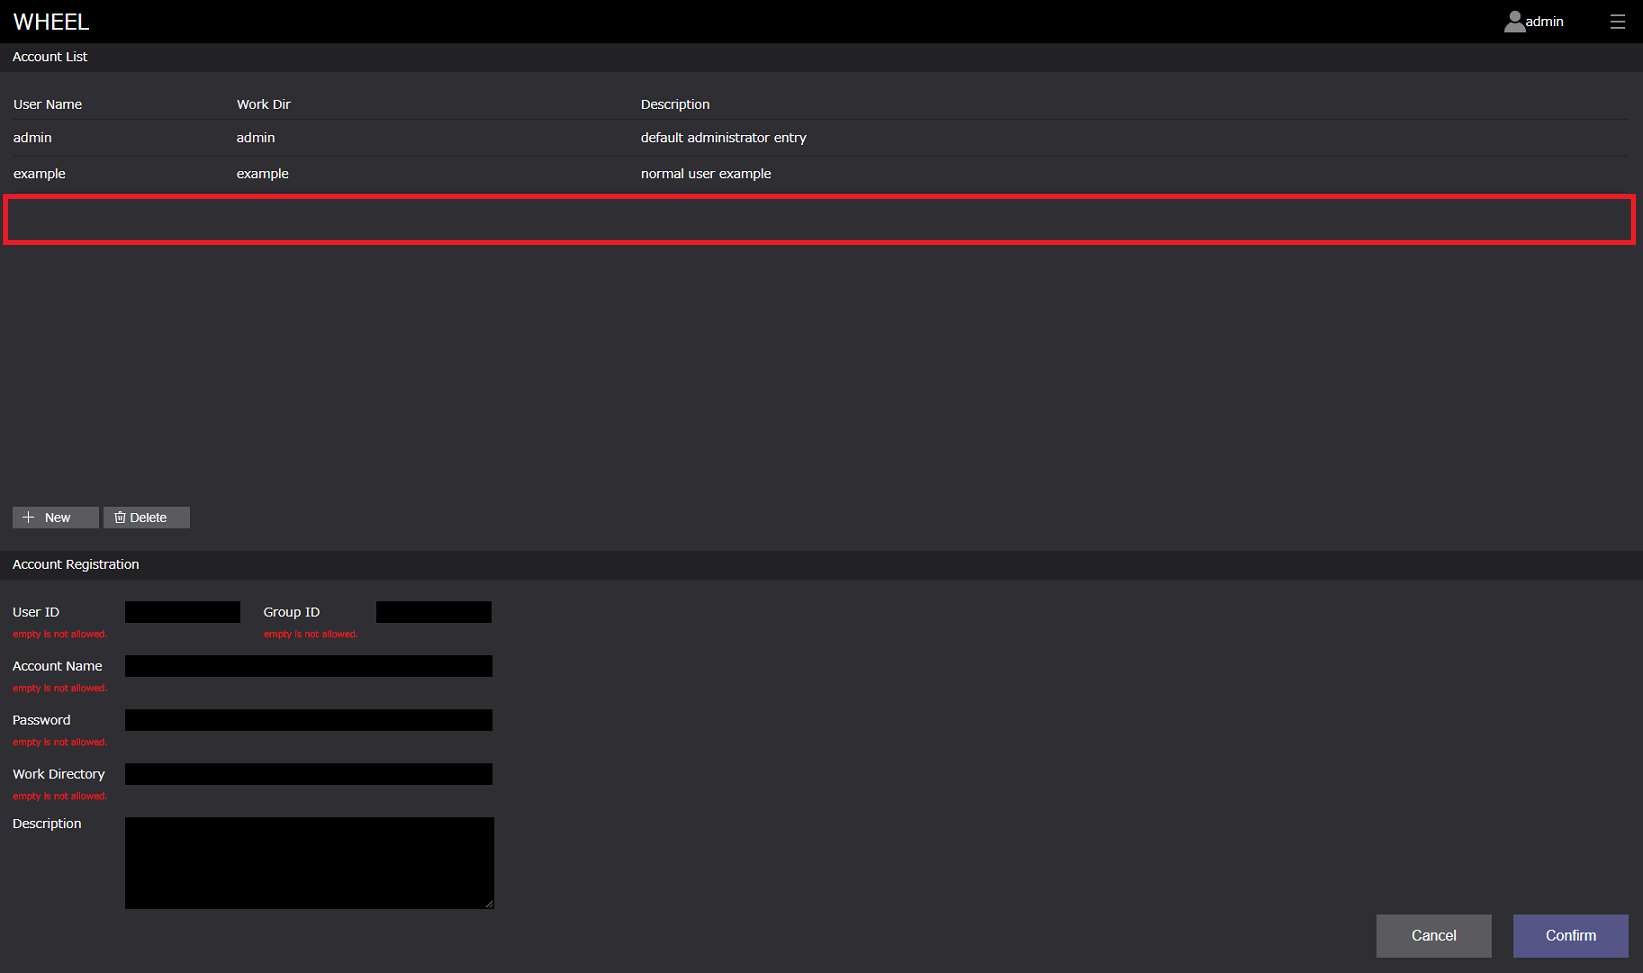 WHEEL
admin
Account List
User Name Work Dir Description
admin admin default administrator entry
example example normal user example
New Delete
Account Registration
User ID Group ID
empty is not allowed. empty is not allowed.
Account Name
empty is not allowed.
Password
empty is not allowed.
Work Directory
empty is not allowed.
Description
Cancel Confirm